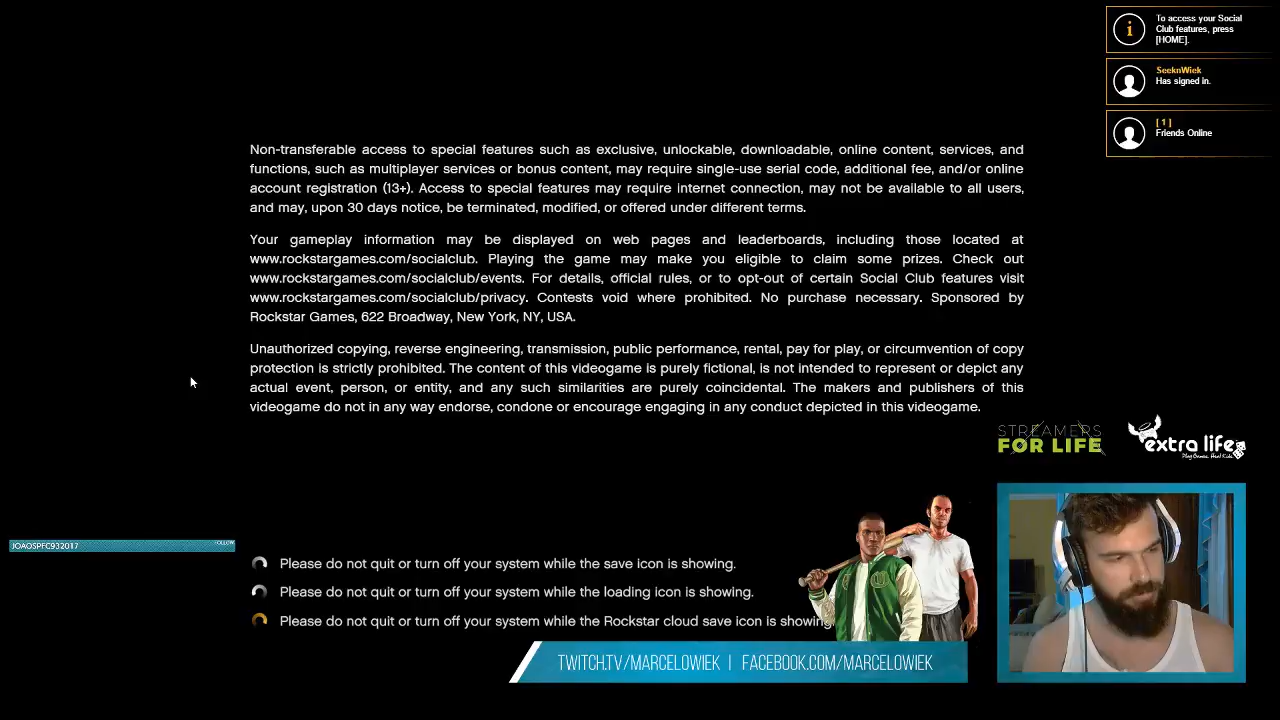 To access your Social
Club features, press
[HOME].
SeeknWiek
Has signed in.
[ 1 ]
Friends Online
Non-transferable access to special features such as exclusive, unlockable, downloadable, online content, services, and
functions, such as multiplayer services or bonus content, may require single-use serial code, additional fee, and/or online
account registration (13+). Access to special features may require internet connection, may not be available to all users,
and may, upon 30 days notice, be terminated, modified, or offered under different terms.
Your gameplay information may be displayed on web pages and leaderboards, including those located at
www.rockstargames.com/socialclub. Playing the game may make you eligible to claim some prizes. Check out
www.rockstargames.com/socialclub/events. For details, official rules, or to opt-out of certain Social Club features visit
www.rockstargames.com/socialclub/privacy. Contests void where prohibited. No purchase necessary. Sponsored by
Rockstar Games, 622 Broadway, New York, NY, USA.
Unauthorized copying, reverse engineering, transmission, public performance, rental, pay for play, or circumvention of copy
protection is strictly prohibited. The content of this videogame is purely fictional, is not intended to represent or depict any
actual event, person, or entity, and any such similarities are purely coincidental. The makers and publishers of this
videogame do not in any way endorse, condone or encourage engaging in any conduct depicted in this videogame.
STREAMERS
FOR LIFE
extra life
Play Games. Heal Kids.
JOAOSPFC932017
FOLLOW
Please do not quit or turn off your system while the save icon is showing.
Please do not quit or turn off your system while the loading icon is showing.
Please do not quit or turn off your system while the Rockstar cloud save icon is showing
TWITCH.TV/MARCELOWIEK | FACEBOOK.COM/MARCELOWIEK